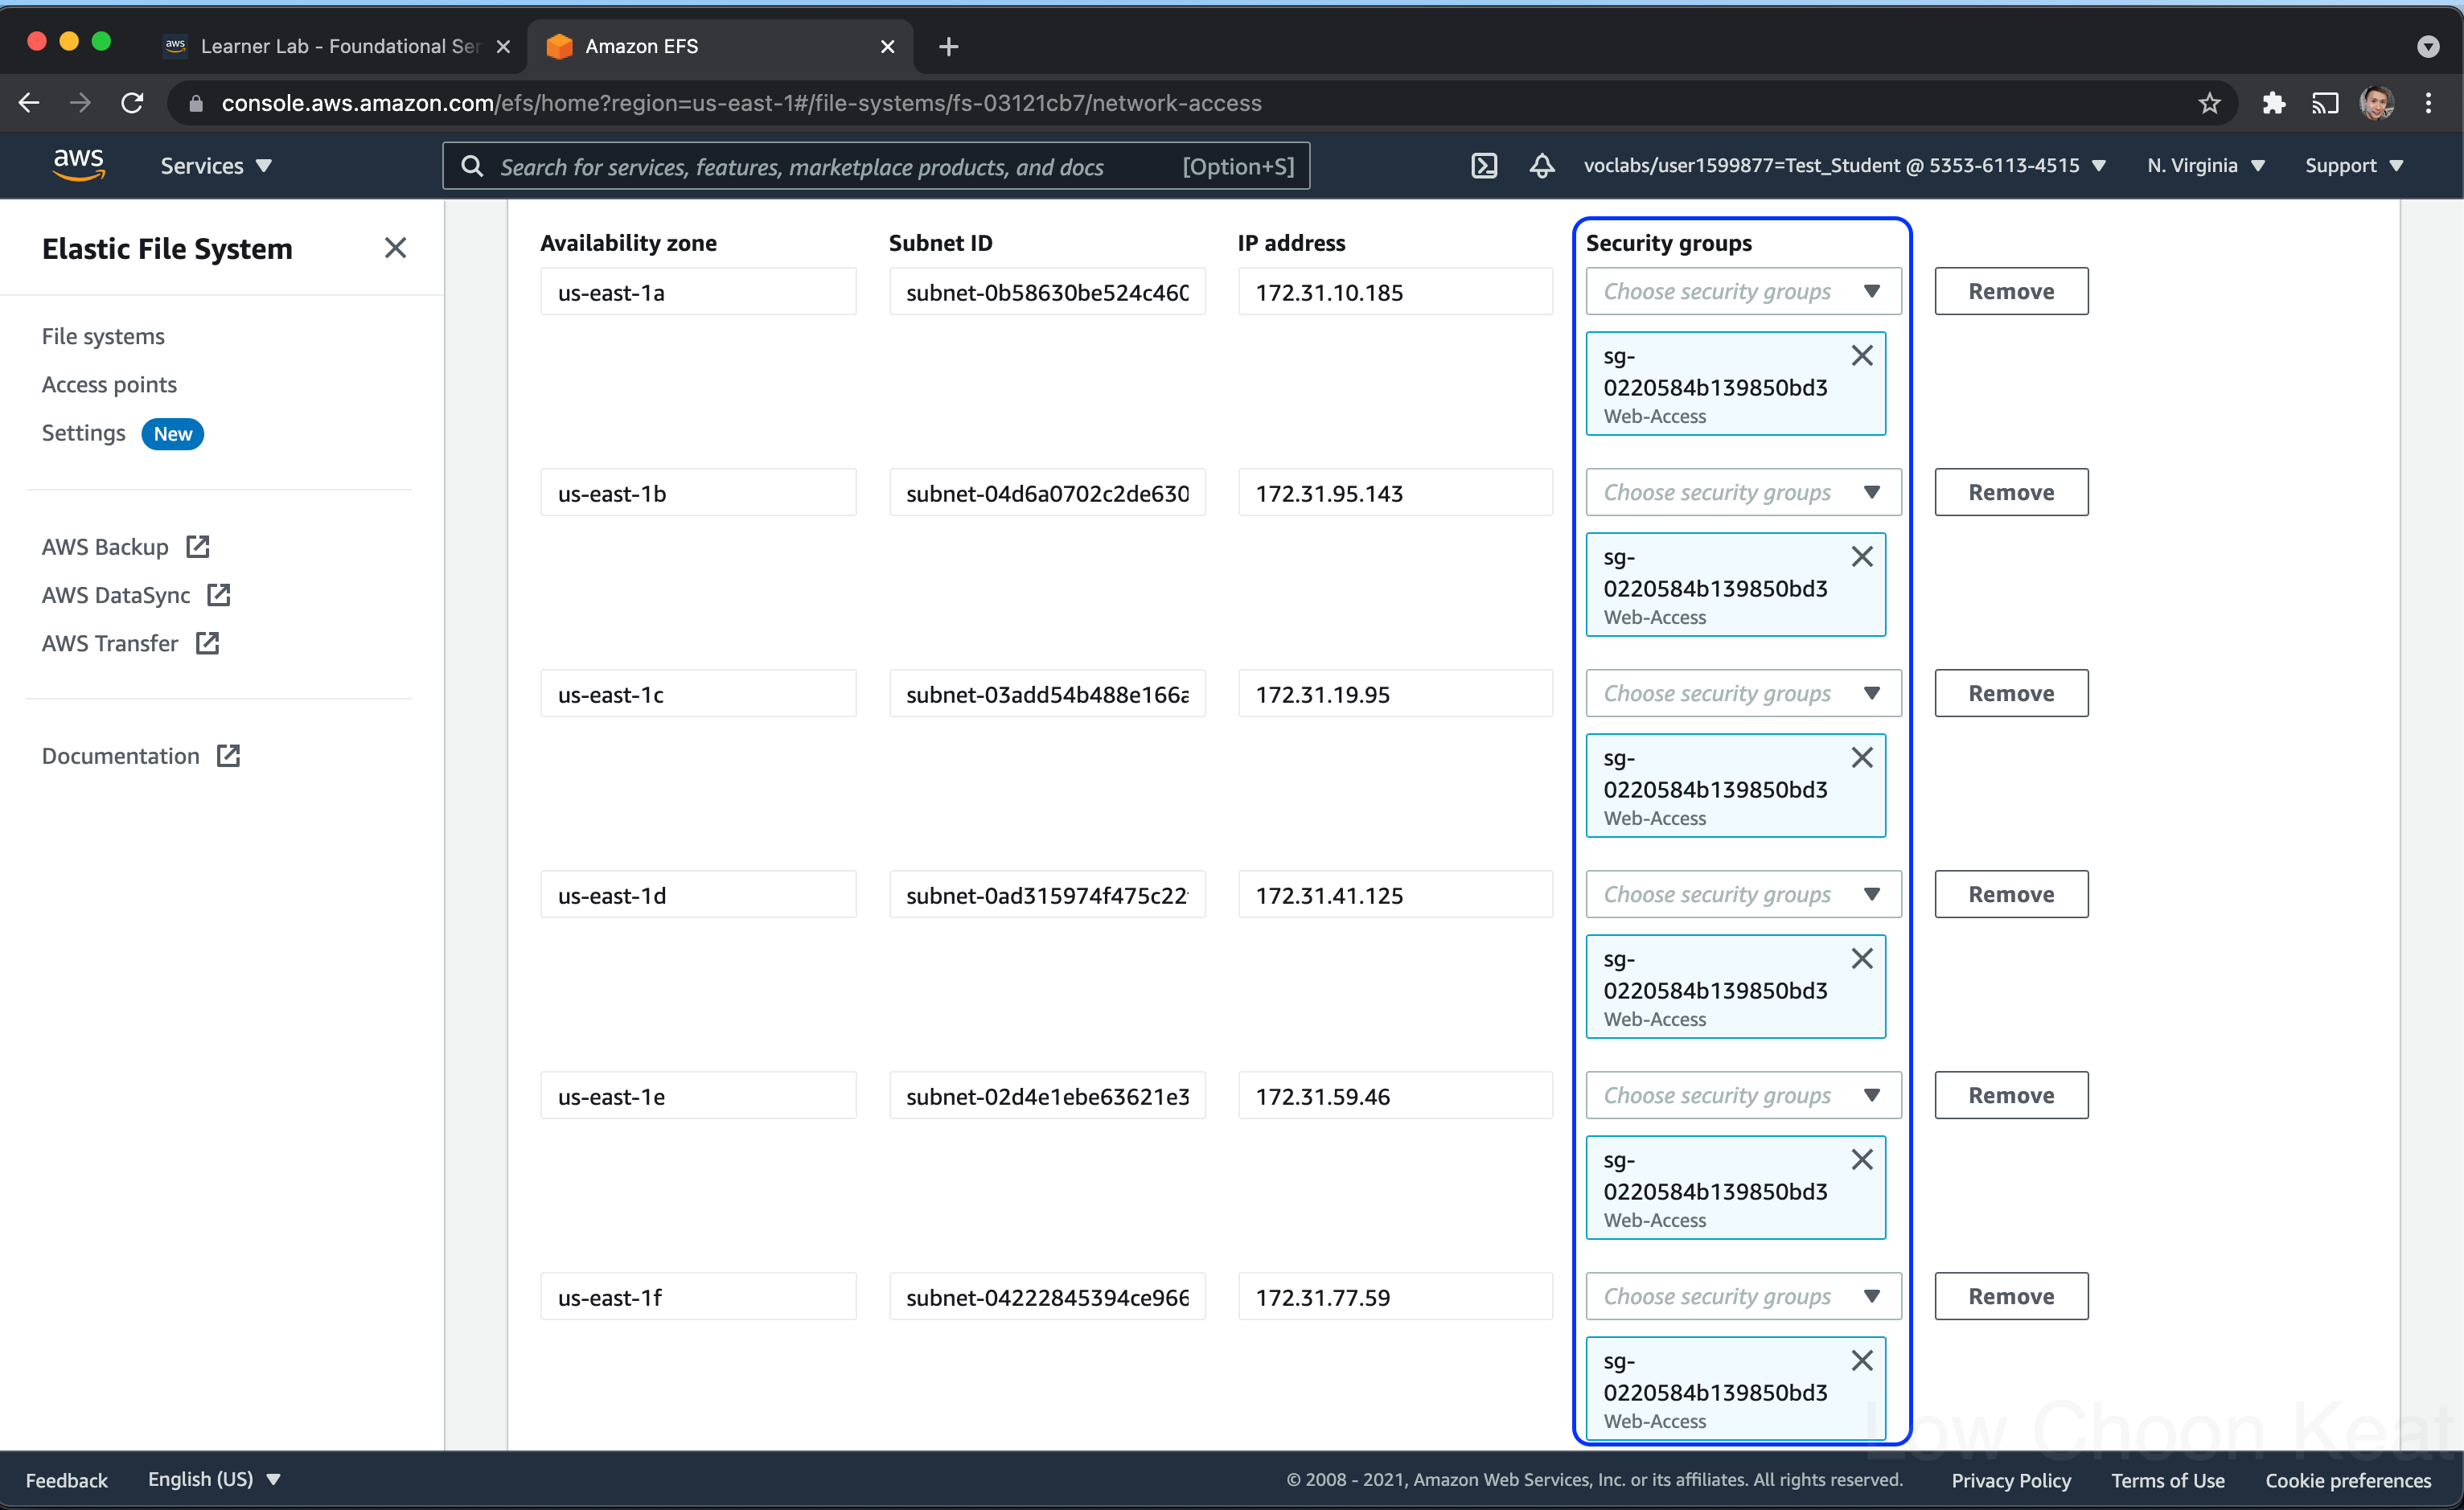 aws Learner Lab - Foundational Ser
Amazon EFS
console.aws.amazon.com/efs/home?region=us-east-1#/file-systems/fs-03121cb7/network-access
aws Services Search for services, features, marketplace products, and docs [Option+S] voclabs/user1599877=Test_Student @ 5353-6113-4515 N. Virginia Support
Elastic File System
File systems
Access points
Settings New
AWS Backup
AWS DataSync
AWS Transfer
Documentation
Availability zone Subnet ID IP address Security groups
us-east-1a subnet-0b58630be524c460 172.31.10.185 Choose security groups Remove
sg-
0220584b139850bd3
Web-Access
us-east-1b subnet-04d6a0702c2de630 172.31.95.143 Choose security groups Remove
sg-
0220584b139850bd3
Web-Access
us-east-1c subnet-03add54b488e166a 172.31.19.95 Choose security groups Remove
sg-
0220584b139850bd3
Web-Access
us-east-1d subnet-0ad315974f475c22 172.31.41.125 Choose security groups Remove
sg-
0220584b139850bd3
Web-Access
us-east-1e subnet-02d4e1ebe63621e3 172.31.59.46 Choose security groups Remove
sg-
0220584b139850bd3
Web-Access
us-east-1f subnet-04222845394ce966 172.31.77.59 Choose security groups Remove
sg-
0220584b139850bd3
Web-Access
Low Choon Keat
Feedback English (US) © 2008 - 2021, Amazon Web Services, Inc. or its affiliates. All rights reserved. Privacy Policy Terms of Use Cookie preferences